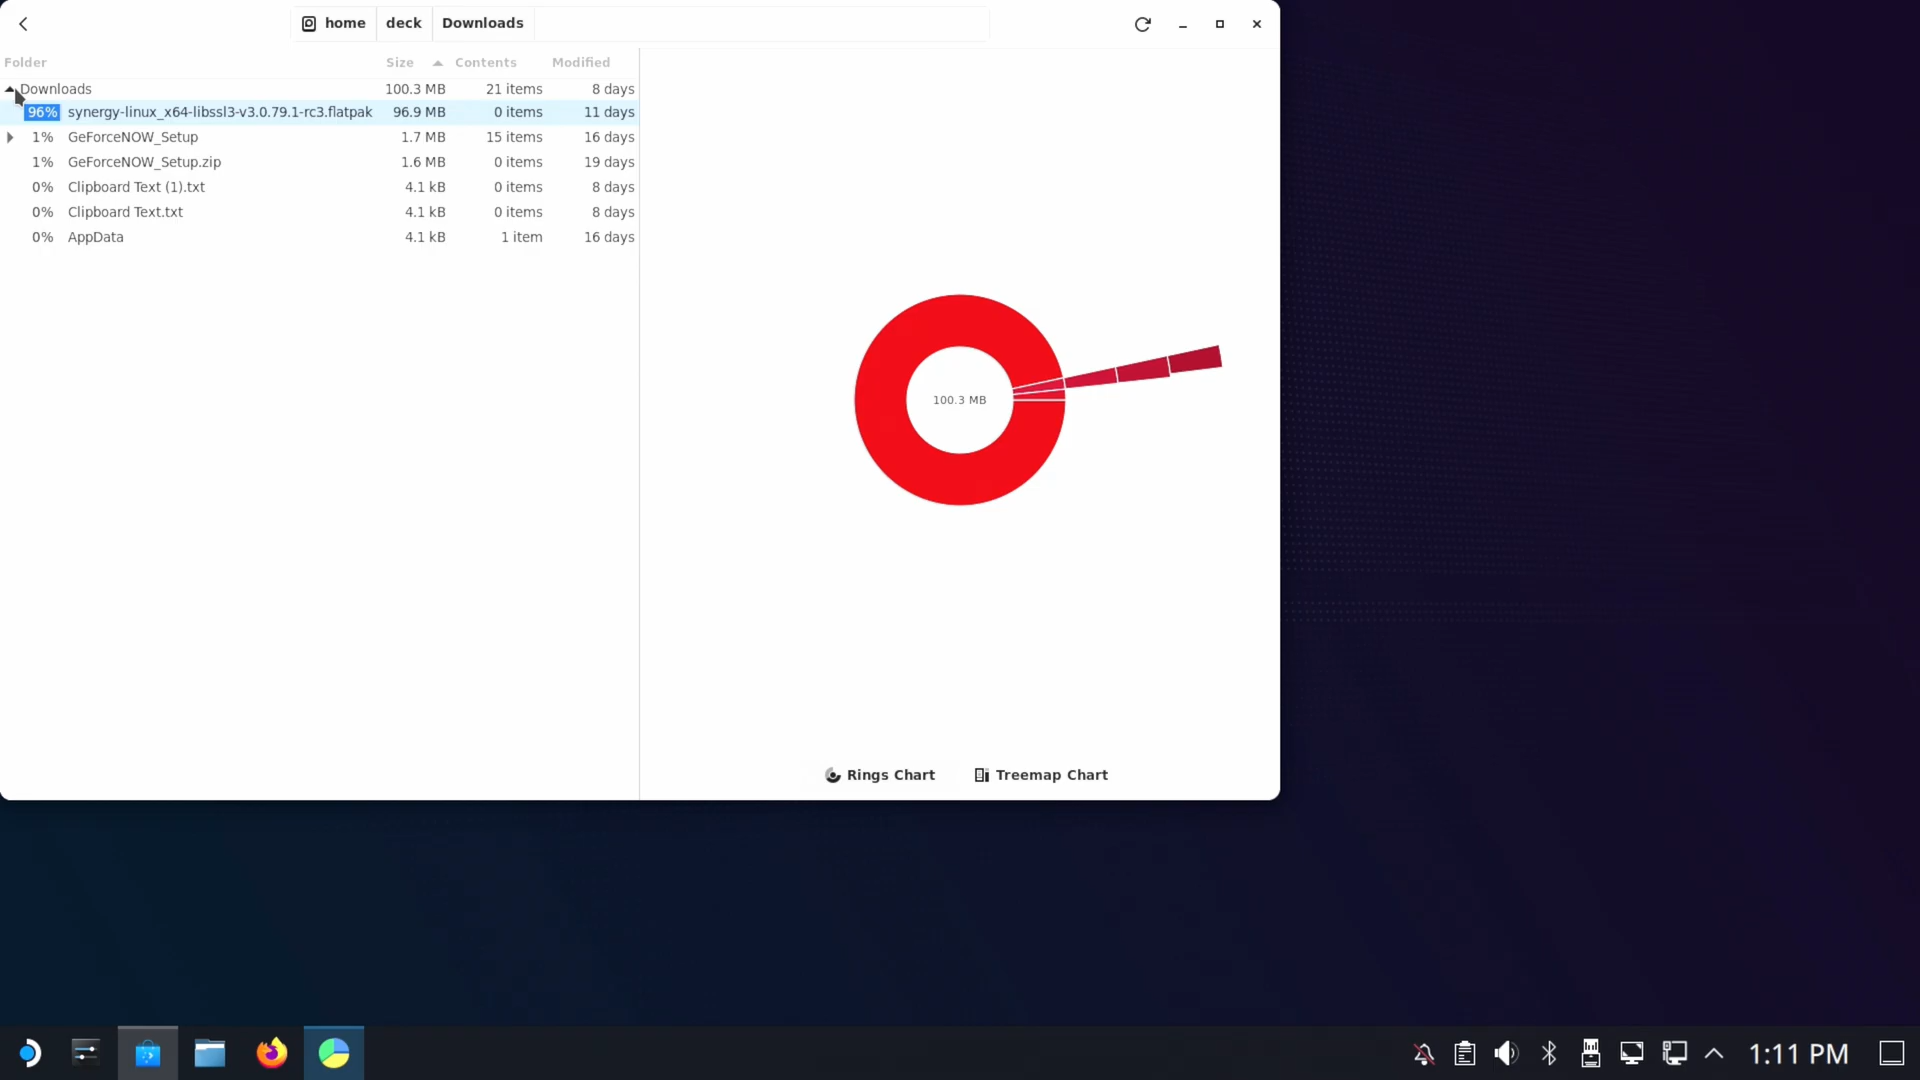 home deck Downloads
Folder Size Contents Modified
Downloads 100.3 MB 21 items 8 days
96% synergy-linux_x64-libssl3-v3.0.79.1-rc3.flatpak 96.9 MB 0 items 11 days
1% GeForceNOW_Setup 1.7 MB 15 items 16 days
1% GeForceNOW_Setup.zip 1.6 MB 0 items 19 days
0% Clipboard Text (1).txt 4.1 kB 0 items 8 days
0% Clipboard Text.txt 4.1 kB 0 items 8 days
0% AppData 4.1 kB 1 item 16 days
100.3 MB
Rings Chart Treemap Chart
1:11 PM